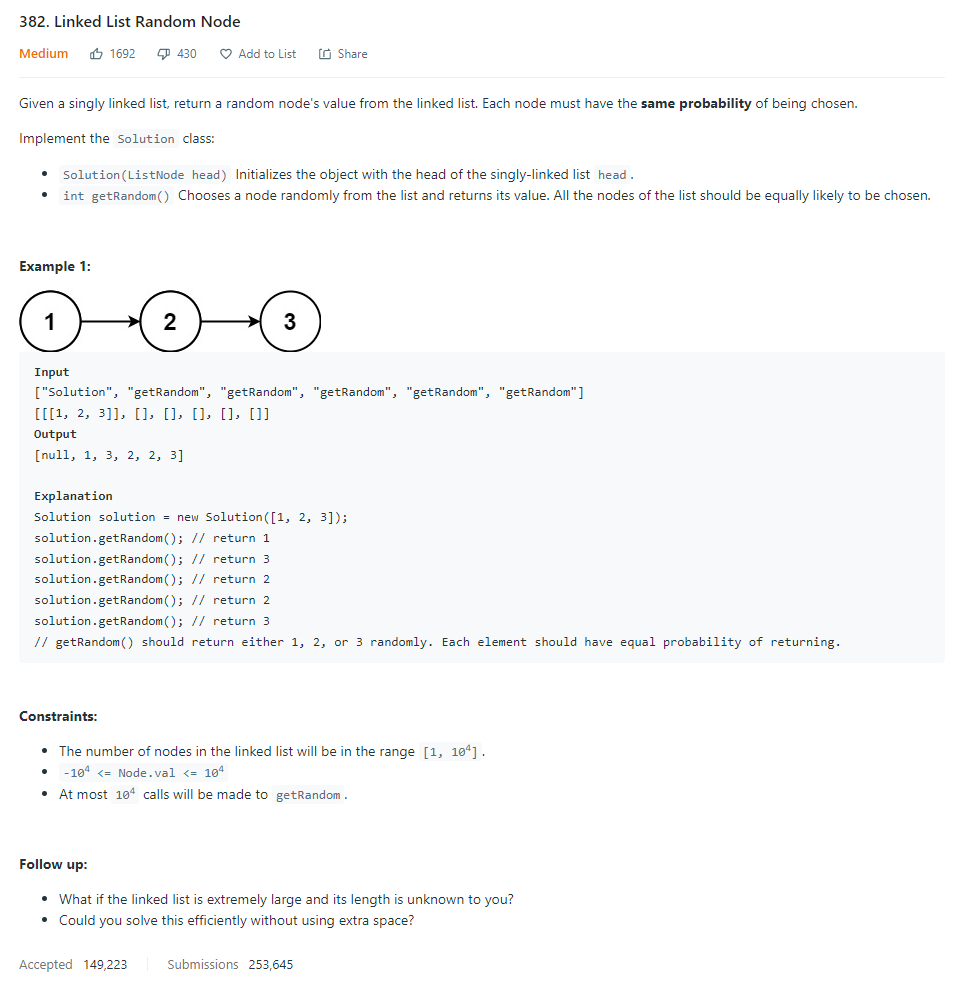 382. Linked List Random Node
Medium 1692 430 Add to List Share
Given a singly linked list, return a random node's value from the linked list. Each node must have the same probability of being chosen.
Implement the Solution class:
• Solution(ListNode head) Initializes the object with the head of the singly-linked list head.
• int getRandom() Chooses a node randomly from the list and returns its value. All the nodes of the list should be equally likely to be chosen.
Example 1:
1 2 3
Input
["Solution", "getRandom", "getRandom", "getRandom", "getRandom", "getRandom"]
[[[1, 2, 3]], [], [], [], [], []]
Output
[null, 1, 3, 2, 2, 3]
Explanation
Solution solution = new Solution([1, 2, 3]);
solution.getRandom(); // return 1
solution.getRandom(); // return 3
solution.getRandom(); // return 2
solution.getRandom(); // return 2
solution.getRandom(); // return 3
// getRandom() should return either 1, 2, or 3 randomly. Each element should have equal probability of returning.
Constraints:
• The number of nodes in the linked list will be in the range [1, 10⁴].
• -10⁴ <= Node.val <= 10⁴
• At most 10⁴ calls will be made to getRandom.
Follow up:
• What if the linked list is extremely large and its length is unknown to you?
• Could you solve this efficiently without using extra space?
Accepted 149,223 Submissions 253,645